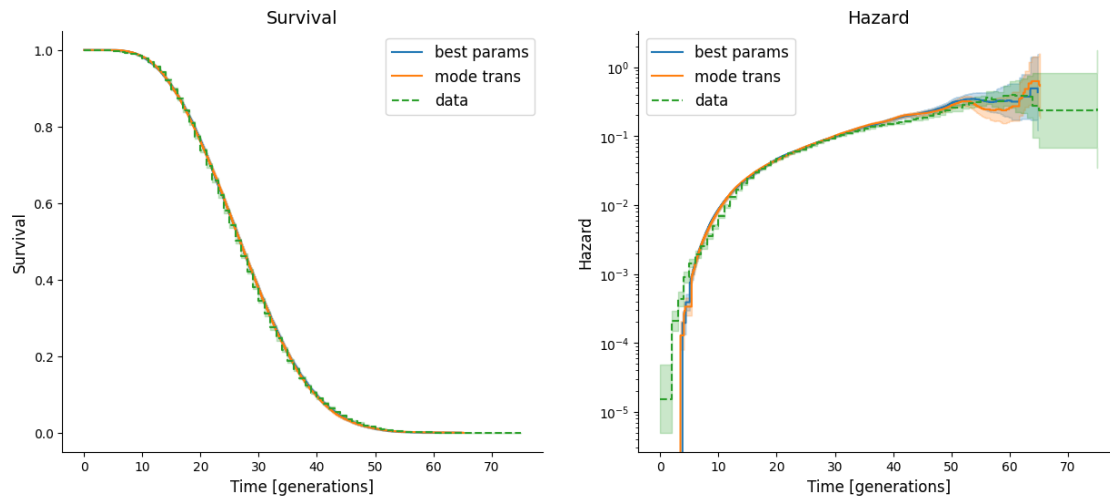 Survival
best params
mode trans
data
1.0
0.8
0.6
0.4
0.2
0.0
Survival
0
10
20
30
40
50
60
70
Time [generations]
Hazard
best params
mode trans
data
10⁰
10⁻¹
10⁻²
10⁻³
10⁻⁴
10⁻⁵
Hazard
0
10
20
30
40
50
60
70
Time [generations]